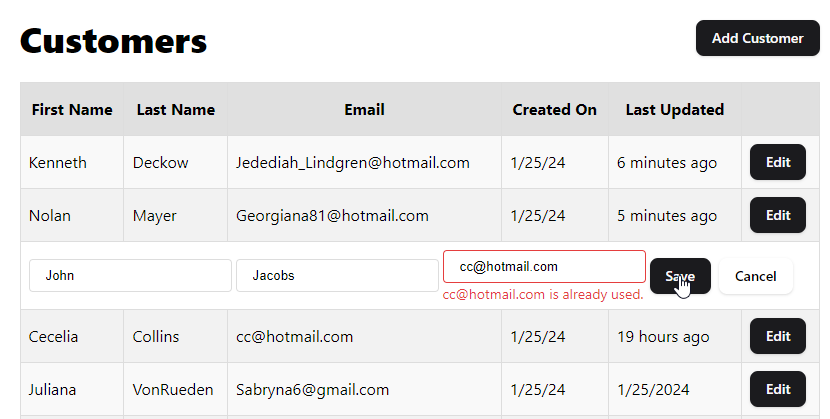 Customers
Add Customer
First Name Last Name Email Created On Last Updated
Kenneth Deckow Jedediah_Lindgren@hotmail.com 1/25/24 6 minutes ago Edit
Nolan Mayer Georgiana81@hotmail.com 1/25/24 5 minutes ago Edit
John Jacobs cc@hotmail.com Save Cancel
cc@hotmail.com is already used.
Cecelia Collins cc@hotmail.com 1/25/24 19 hours ago Edit
Juliana VonRueden Sabryna6@gmail.com 1/25/24 1/25/2024 Edit